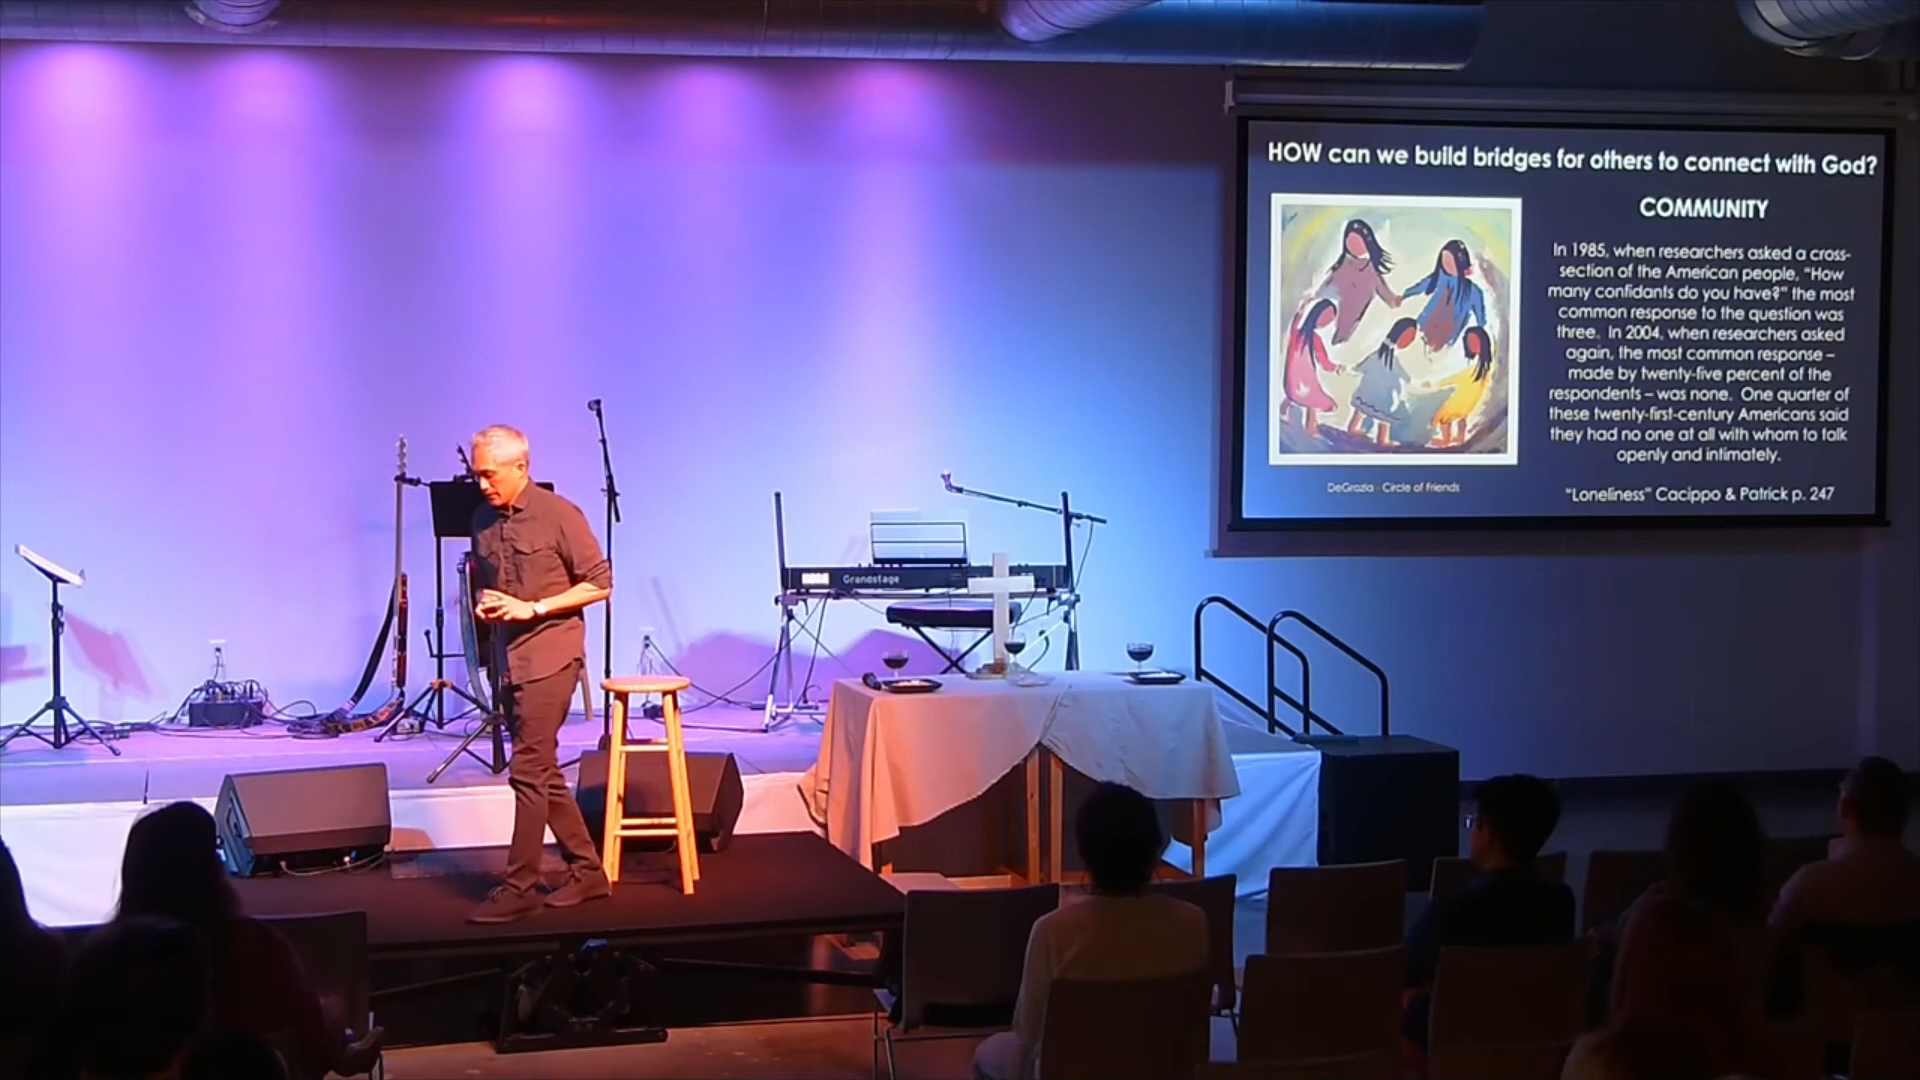 HOW can we build bridges for others to connect with God?
COMMUNITY
In 1985, when researchers asked a cross-
section of the American people, "How
many confidants do you have?" the most
common response to the question was
three. In 2004, when researchers asked
again, the most common response –
made by twenty-five percent of the
respondents – was none. One quarter of
these twenty-first-century Americans said
they had no one at all with whom to talk
openly and intimately.
DeGrazia - Circle of Friends
"Loneliness" Cacippo & Patrick p. 247
KORG Grandstage